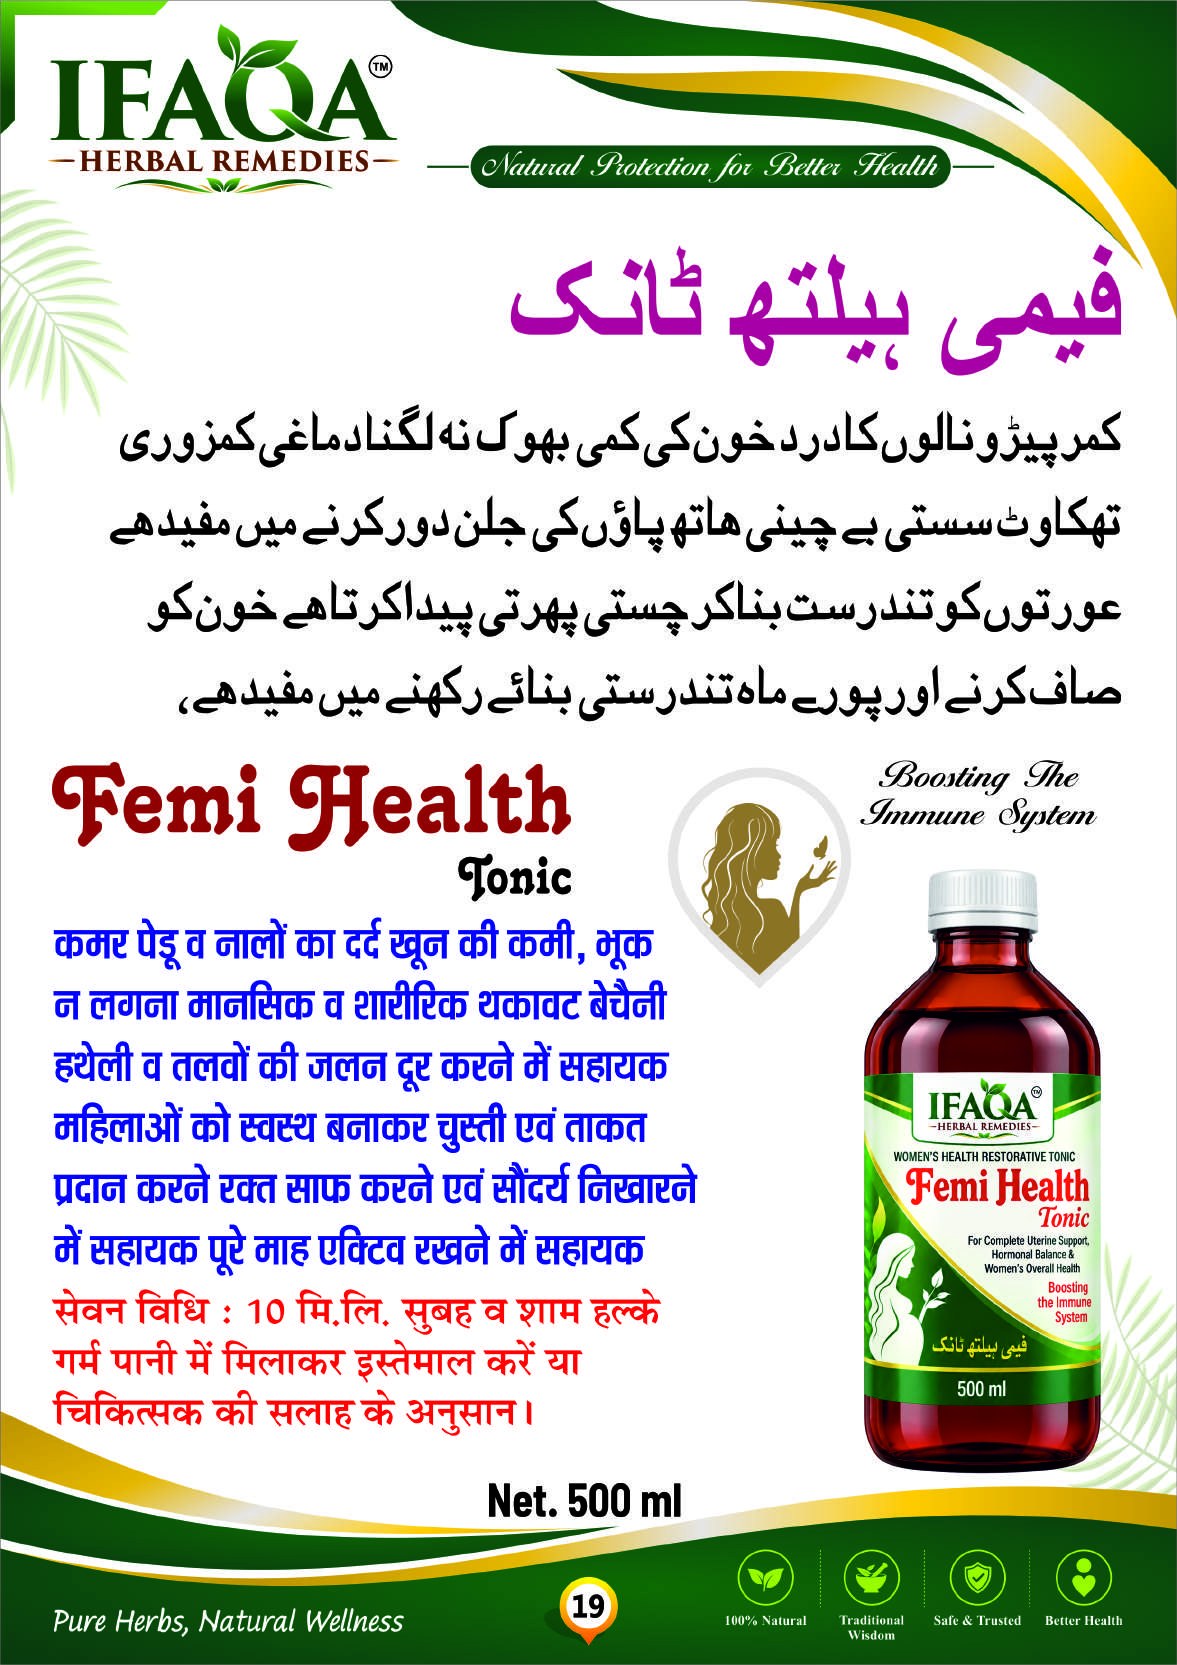 IFAQA™
HERBAL REMEDIES
Natural Protection for Better Health
فیمی ہیلتھ ٹانک
کمر پیڑو نالوں کا درد خون کی کمی بھوک نہ لگنا دماغی کمزوری
تھکاوٹ سستی بے چینی ھاتھ پاؤں کی جلن دور کرنے میں مفید ھے
عورتوں کو تندرست بنا کر چستی پھرتی پیدا کرتا ھے خون کو
صاف کرنے اور پورے ماہ تندرستی بنائے رکھنے میں مفید ھے،
Femi Health
Tonic
Boosting The
Immune System
कमर पेडू व नालों का दर्द खून की कमी, भूक
न लगना मानसिक व शारीरिक थकावट बेचैनी
हथेली व तलवों की जलन दूर करने में सहायक
महिलाओं को स्वस्थ बनाकर चुस्ती एवं ताकत
प्रदान करने रक्त साफ करने एवं सौंदर्य निखारने
में सहायक पूरे माह एक्टिव रखने में सहायक
सेवन विधि : 10 मि.लि. सुबह व शाम हल्के
गर्म पानी में मिलाकर इस्तेमाल करें या
चिकित्सक की सलाह के अनुसान।
IFAQA™
HERBAL REMEDIES
WOMEN'S HEALTH RESTORATIVE TONIC
Femi Health
Tonic
For Complete Uterine Support,
Hormonal Balance &
Women's Overall Health
Boosting
the Immune
System
فیمی ہیلتھ ٹانک
500 ml
Net. 500 ml
Pure Herbs, Natural Wellness
19
100% Natural
Traditional
Wisdom
Safe & Trusted
Better Health